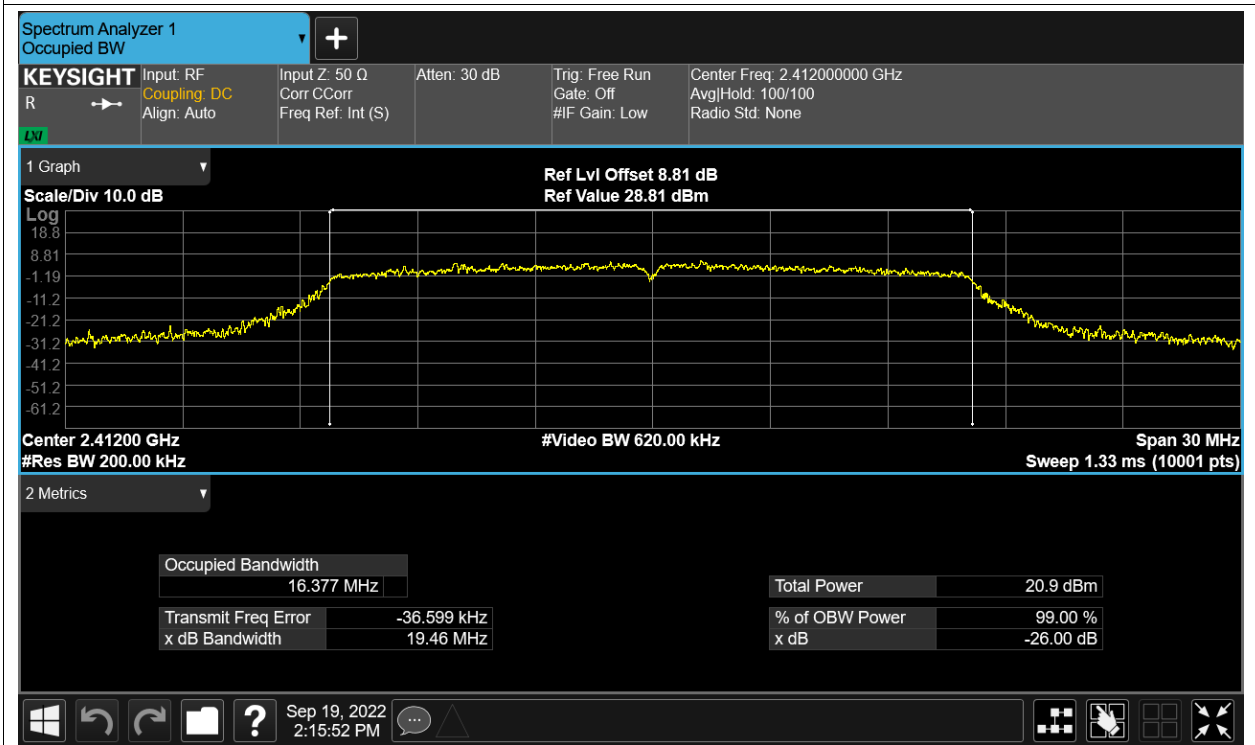 Spectrum Analyzer 1
Occupied BW
KEYSIGHT
R
LXI
Input: RF
Coupling: DC
Align: Auto
Input Z: 50 Ω
Corr CCorr
Freq Ref: Int (S)
Atten: 30 dB
Trig: Free Run
Gate: Off
#IF Gain: Low
Center Freq: 2.412000000 GHz
Avg|Hold: 100/100
Radio Std: None
1 Graph
Scale/Div 10.0 dB
Ref Lvl Offset 8.81 dB
Ref Value 28.81 dBm
Log
18.8
8.81
-1.19
-11.2
-21.2
-31.2
-41.2
-51.2
-61.2
Center 2.41200 GHz
#Video BW 620.00 kHz
Span 30 MHz
#Res BW 200.00 kHz
Sweep 1.33 ms (10001 pts)
2 Metrics
Occupied Bandwidth
16.377 MHz
Total Power 20.9 dBm
Transmit Freq Error -36.599 kHz
% of OBW Power 99.00 %
x dB Bandwidth 19.46 MHz
x dB -26.00 dB
?
Sep 19, 2022
2:15:52 PM